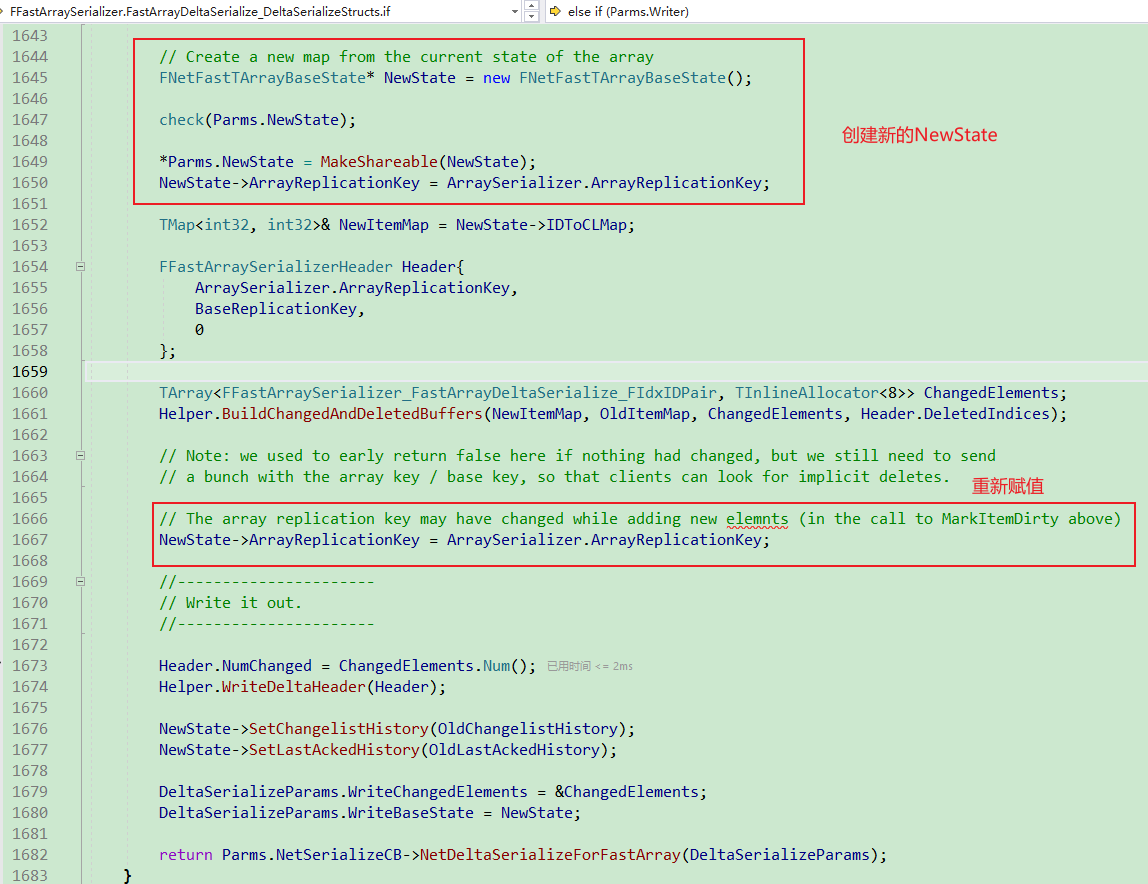 FFastArraySerializer.FastArrayDeltaSerialize_DeltaSerializeStructs.if
else if (Parms.Writer)
1643
1644 // Create a new map from the current state of the array
1645 FNetFastTArrayBaseState* NewState = new FNetFastTArrayBaseState();
1646
1647 check(Parms.NewState);
创建新的NewState
1648
1649 *Parms.NewState = MakeShareable(NewState);
1650 NewState->ArrayReplicationKey = ArraySerializer.ArrayReplicationKey;
1651
1652 TMap<int32, int32>& NewItemMap = NewState->IDToCLMap;
1653
1654 FFastArraySerializerHeader Header{
1655 ArraySerializer.ArrayReplicationKey,
1656 BaseReplicationKey,
1657 0
1658 };
1659
1660 TArray<FFastArraySerializer_FastArrayDeltaSerialize_FIdxIDPair, TInlineAllocator<8>> ChangedElements;
1661 Helper.BuildChangedAndDeletedBuffers(NewItemMap, OldItemMap, ChangedElements, Header.DeletedIndices);
1662
1663 // Note: we used to early return false here if nothing had changed, but we still need to send
1664 // a bunch with the array key / base key, so that clients can look for implicit deletes.
重新赋值
1665
1666 // The array replication key may have changed while adding new elemnts (in the call to MarkItemDirty above)
1667 NewState->ArrayReplicationKey = ArraySerializer.ArrayReplicationKey;
1668
1669 //----------------------
1670 // Write it out.
1671 //----------------------
1672
1673 Header.NumChanged = ChangedElements.Num(); 已用时间 <= 2ms
1674 Helper.WriteDeltaHeader(Header);
1675
1676 NewState->SetChangelistHistory(OldChangelistHistory);
1677 NewState->SetLastAckedHistory(OldLastAckedHistory);
1678
1679 DeltaSerializeParams.WriteChangedElements = &ChangedElements;
1680 DeltaSerializeParams.WriteBaseState = NewState;
1681
1682 return Parms.NetSerializeCB->NetDeltaSerializeForFastArray(DeltaSerializeParams);
1683 }